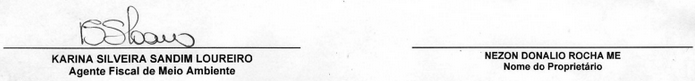 KARINA SILVEIRA SANDIM LOUREIRO
Agente Fiscal de Meio Ambiente
NEZON DONALIO ROCHA ME
Nome do Proprietário